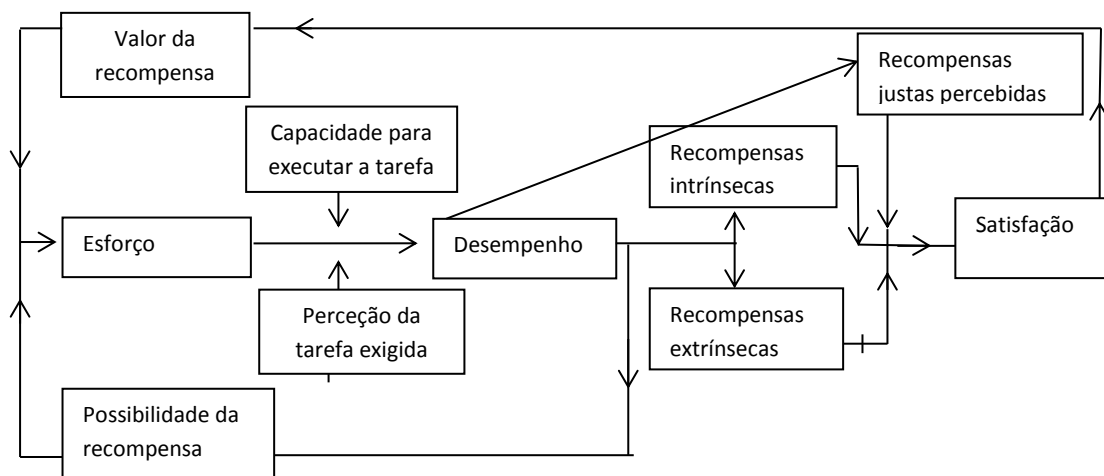 Valor da
recompensa
Recompensas
justas percebidas
Capacidade para
executar a tarefa
Recompensas
intrínsecas
Esforço
Desempenho
Satisfação
Perceção da
tarefa exigida
Recompensas
extrínsecas
Possibilidade da
recompensa